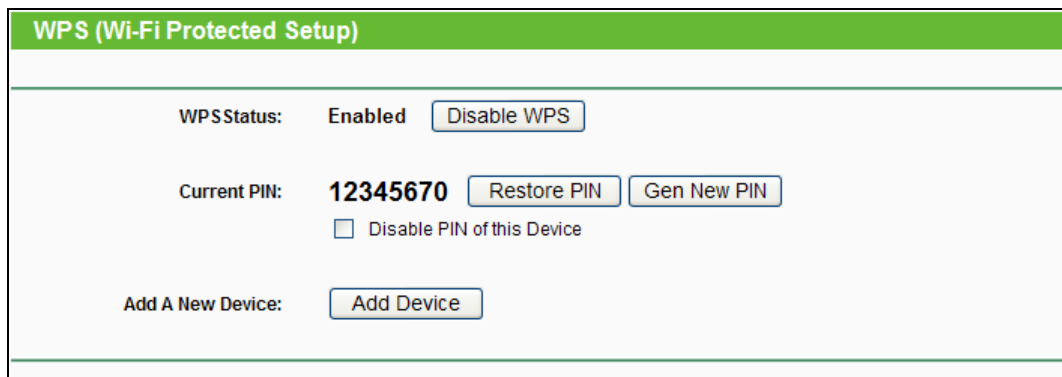 WPS (Wi-Fi Protected Setup)
WPS Status: Enabled Disable WPS
Current PIN: 12345670 Restore PIN Gen New PIN
Disable PIN of this Device
Add A New Device: Add Device